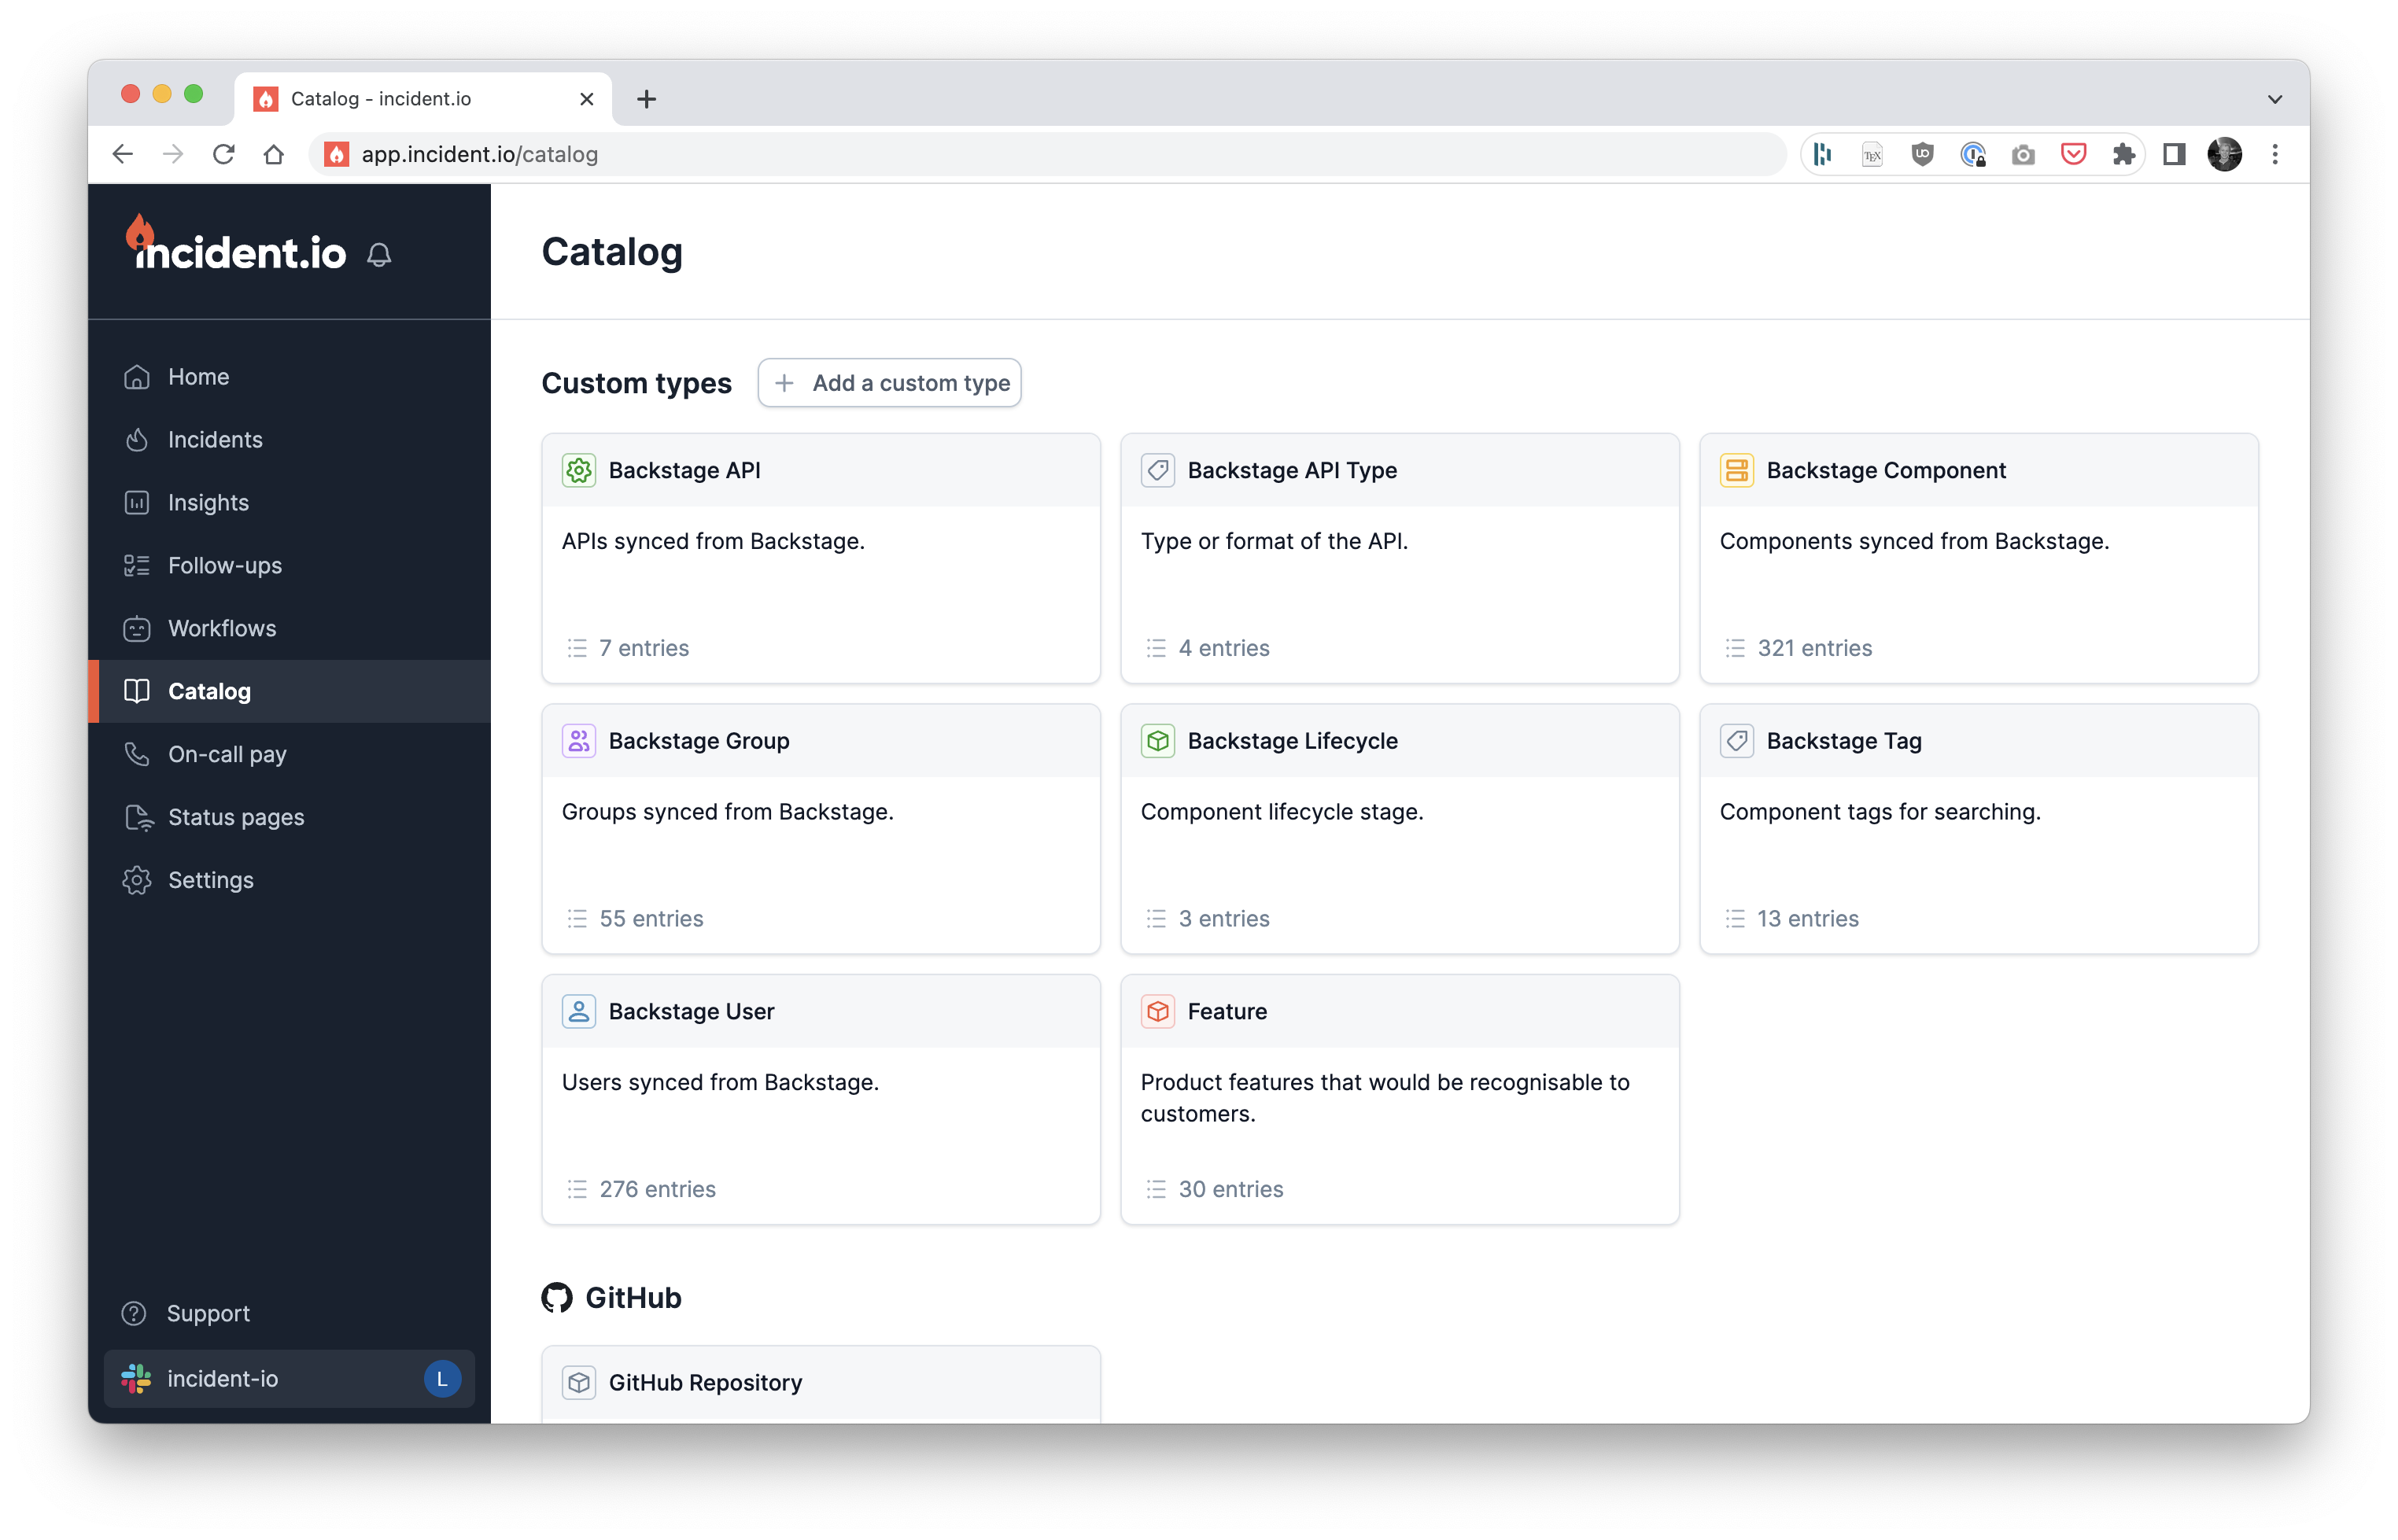 Catalog - incident.io
app.incident.io/catalog
TEX
UD
incident.io
Home
Incidents
Insights
Follow-ups
Workflows
Catalog
On-call pay
Status pages
Settings
Support
incident-io
L
Catalog
Custom types
Add a custom type
Backstage API
APIs synced from Backstage.
7 entries
Backstage API Type
Type or format of the API.
4 entries
Backstage Component
Components synced from Backstage.
321 entries
Backstage Group
Groups synced from Backstage.
55 entries
Backstage Lifecycle
Component lifecycle stage.
3 entries
Backstage Tag
Component tags for searching.
13 entries
Backstage User
Users synced from Backstage.
276 entries
Feature
Product features that would be recognisable to
customers.
30 entries
GitHub
GitHub Repository